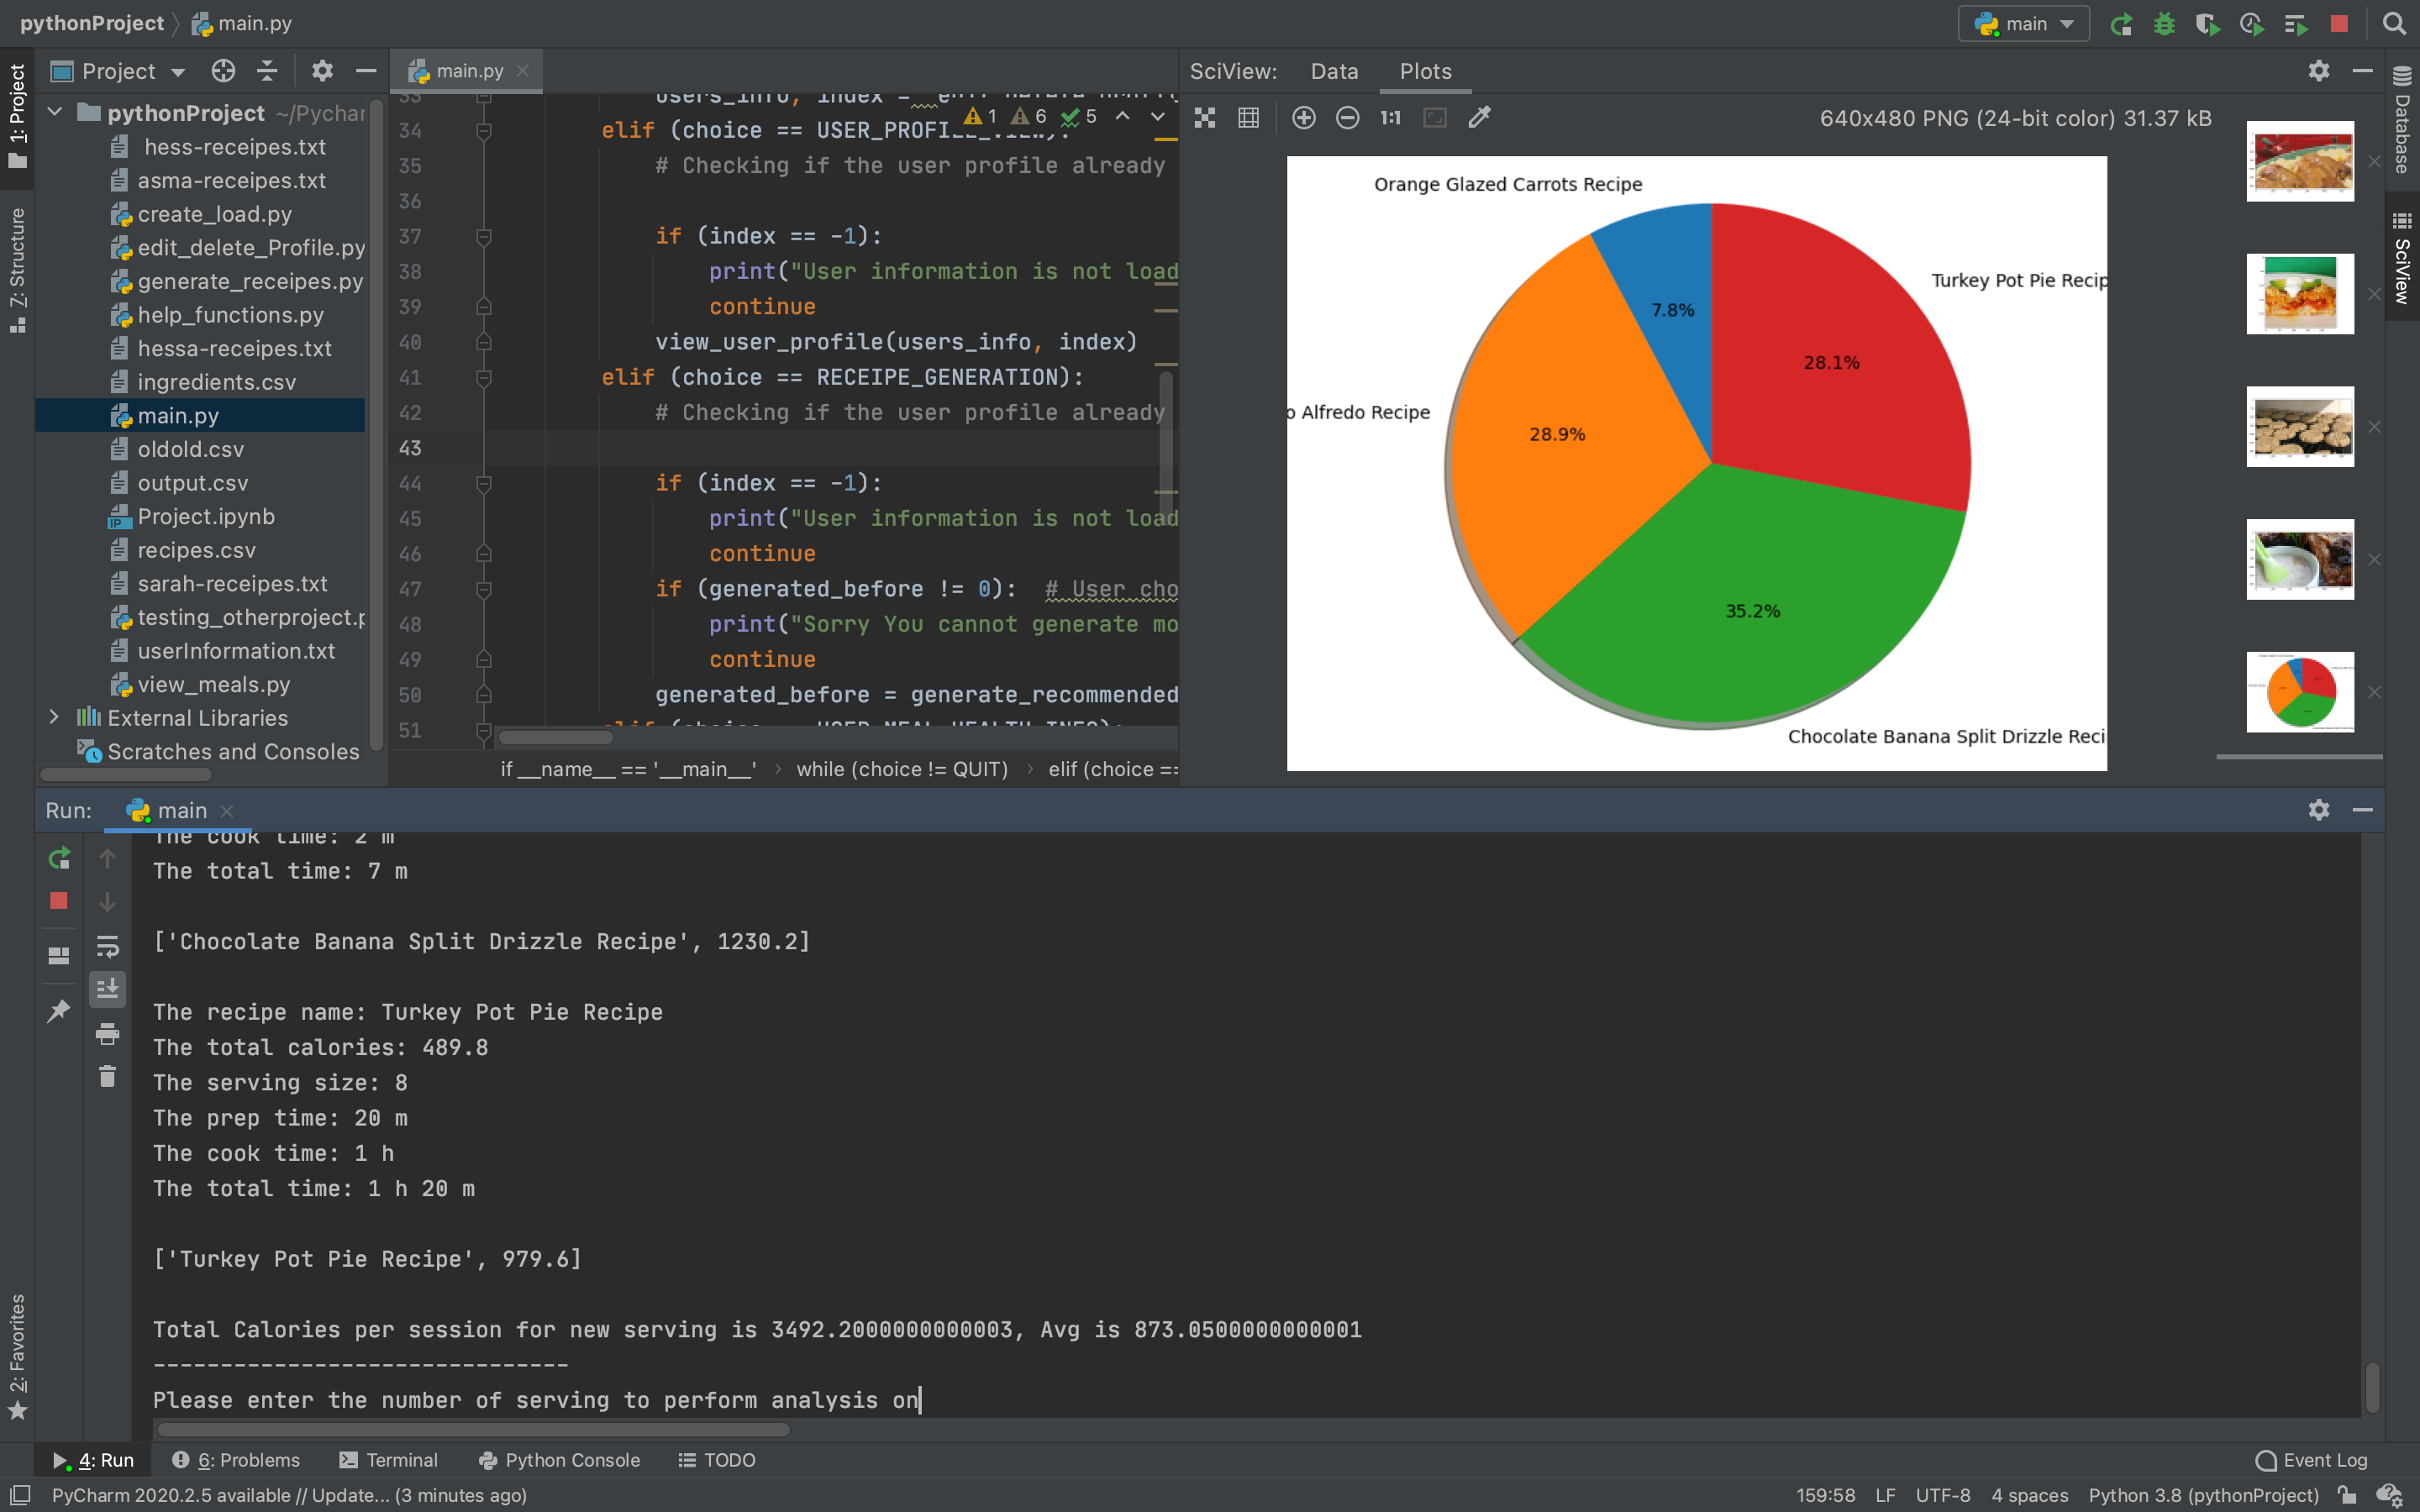 pythonProject main.py
main
1: Project
Project
main.py
SciView: Data Plots
Database
SciView
7: Structure
2: Favorites
pythonProject ~/Pychar
hess-receipes.txt
asma-receipes.txt
create_load.py
edit_delete_Profile.py
generate_receipes.py
help_functions.py
hessa-receipes.txt
ingredients.csv
main.py
oldold.csv
output.csv
Project.ipynb
recipes.csv
sarah-receipes.txt
testing_otherproject.p
userInformation.txt
view_meals.py
External Libraries
Scratches and Consoles
33 users_info, index =
1 6 5
34 elif (choice == USER_PROFILE_VIEW):
35 # Checking if the user profile already
36
37 if (index == -1):
38 print("User information is not load
39 continue
40 view_user_profile(users_info, index)
41 elif (choice == RECEIPE_GENERATION):
42 # Checking if the user profile already
43
44 if (index == -1):
45 print("User information is not load
46 continue
47 if (generated_before != 0): # User cho
48 print("Sorry You cannot generate mo
49 continue
50 generated_before = generate_recommended
51 elif (choice == USER_MEAL_HEALTH_INFO):
if __name__ == '__main__' while (choice != QUIT) elif (choice ==
1:1 640x480 PNG (24-bit color) 31.37 kB
Orange Glazed Carrots Recipe
Turkey Pot Pie Recip
7.8%
28.1%
o Alfredo Recipe
28.9%
35.2%
Chocolate Banana Split Drizzle Reci
Run: main
The cook time: 2 m
The total time: 7 m
['Chocolate Banana Split Drizzle Recipe', 1230.2]
The recipe name: Turkey Pot Pie Recipe
The total calories: 489.8
The serving size: 8
The prep time: 20 m
The cook time: 1 h
The total time: 1 h 20 m
['Turkey Pot Pie Recipe', 979.6]
Total Calories per session for new serving is 3492.2000000000003, Avg is 873.0500000000001
-------------------------------
Please enter the number of serving to perform analysis on
4: Run 6: Problems Terminal Python Console TODO Event Log
PyCharm 2020.2.5 available // Update... (3 minutes ago) 159:58 LF UTF-8 4 spaces Python 3.8 (pythonProject)